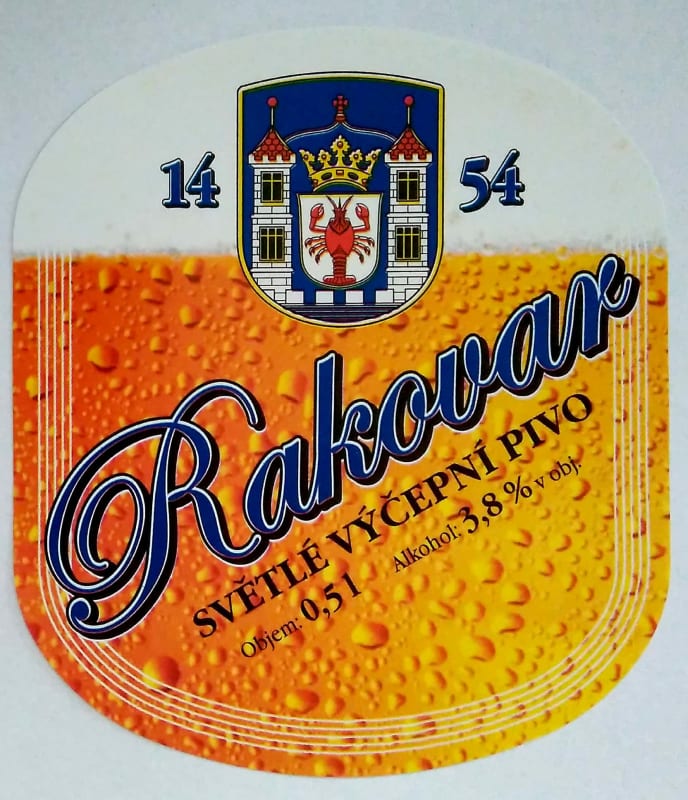 14 54
Rakovar
SVĚTLÉ VÝČEPNÍ PIVO
Objem: 0,5 l Alkohol: 3,8 % v obj.